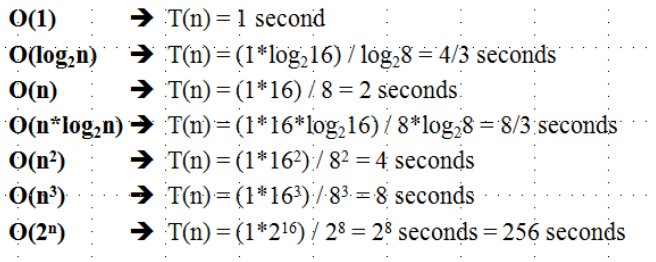 O(1) ➔ T(n) = 1 second
O(log₂n) ➔ T(n) = (1*log₂16) / log₂8 = 4/3 seconds
O(n) ➔ T(n) = (1*16) / 8 = 2 seconds
O(n*log₂n) ➔ T(n) = (1*16*log₂16) / 8*log₂8 = 8/3 seconds
O(n²) ➔ T(n) = (1*16²) / 8² = 4 seconds
O(n³) ➔ T(n) = (1*16³) / 8³ = 8 seconds
O(2ⁿ) ➔ T(n) = (1*2¹⁶) / 2⁸ = 2⁸ seconds = 256 seconds